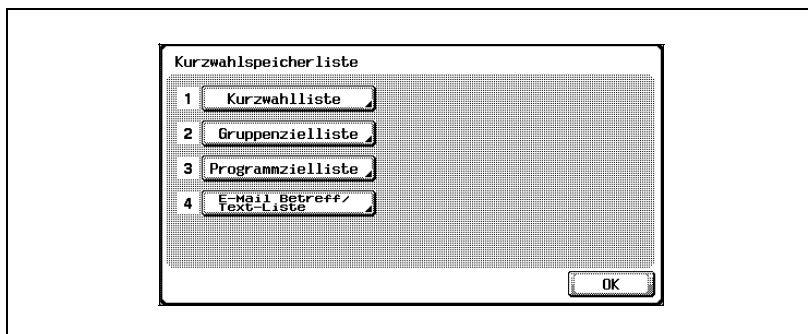 Kurzwahlspeicherliste
1 Kurzwahlliste
2 Gruppenzielliste
3 Programmzielliste
4 E-Mail Betreff/
Text-Liste
OK